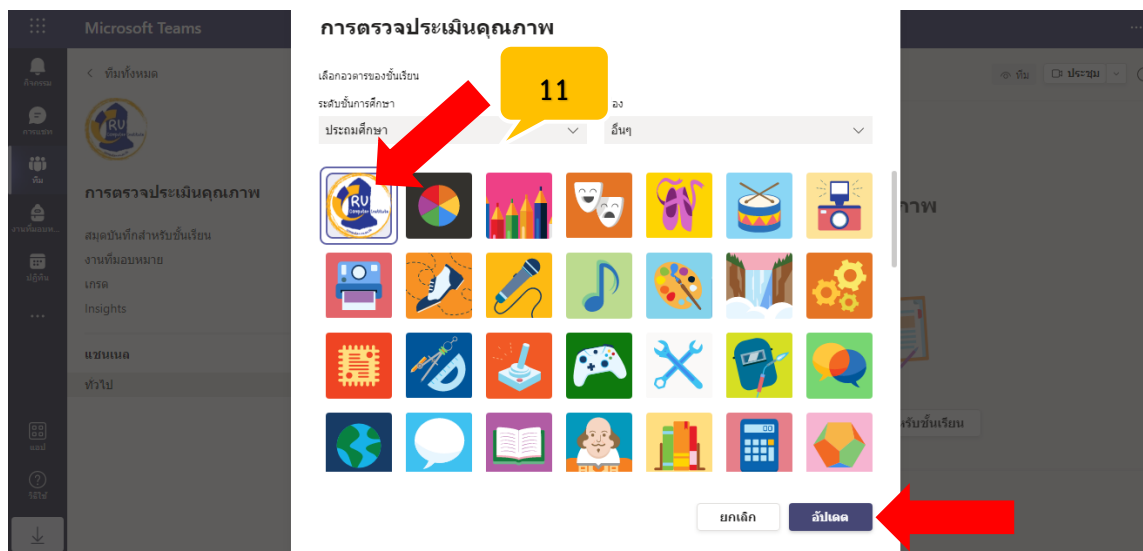 Microsoft Teams
กิจกรรม
การแชท
ทีม
งานที่มอบห...
ปฏิทิน
...
แอป
วิธีใช้
< ทีมทั้งหมด
RU
การตรวจประเมินคุณภาพ
สมุดบันทึกสำหรับชั้นเรียน
งานที่มอบหมาย
เกรด
Insights
แชนเนล
ทั่วไป
การตรวจประเมินคุณภาพ
เลือกอวตารของชั้นเรียน
11
ระดับชั้นการศึกษา
อง
ประถมศึกษา
อื่นๆ
RU
Computer Institute
ยกเลิก
อัปเดต
ทีม
ประชุม
าพ
หรับชั้นเรียน